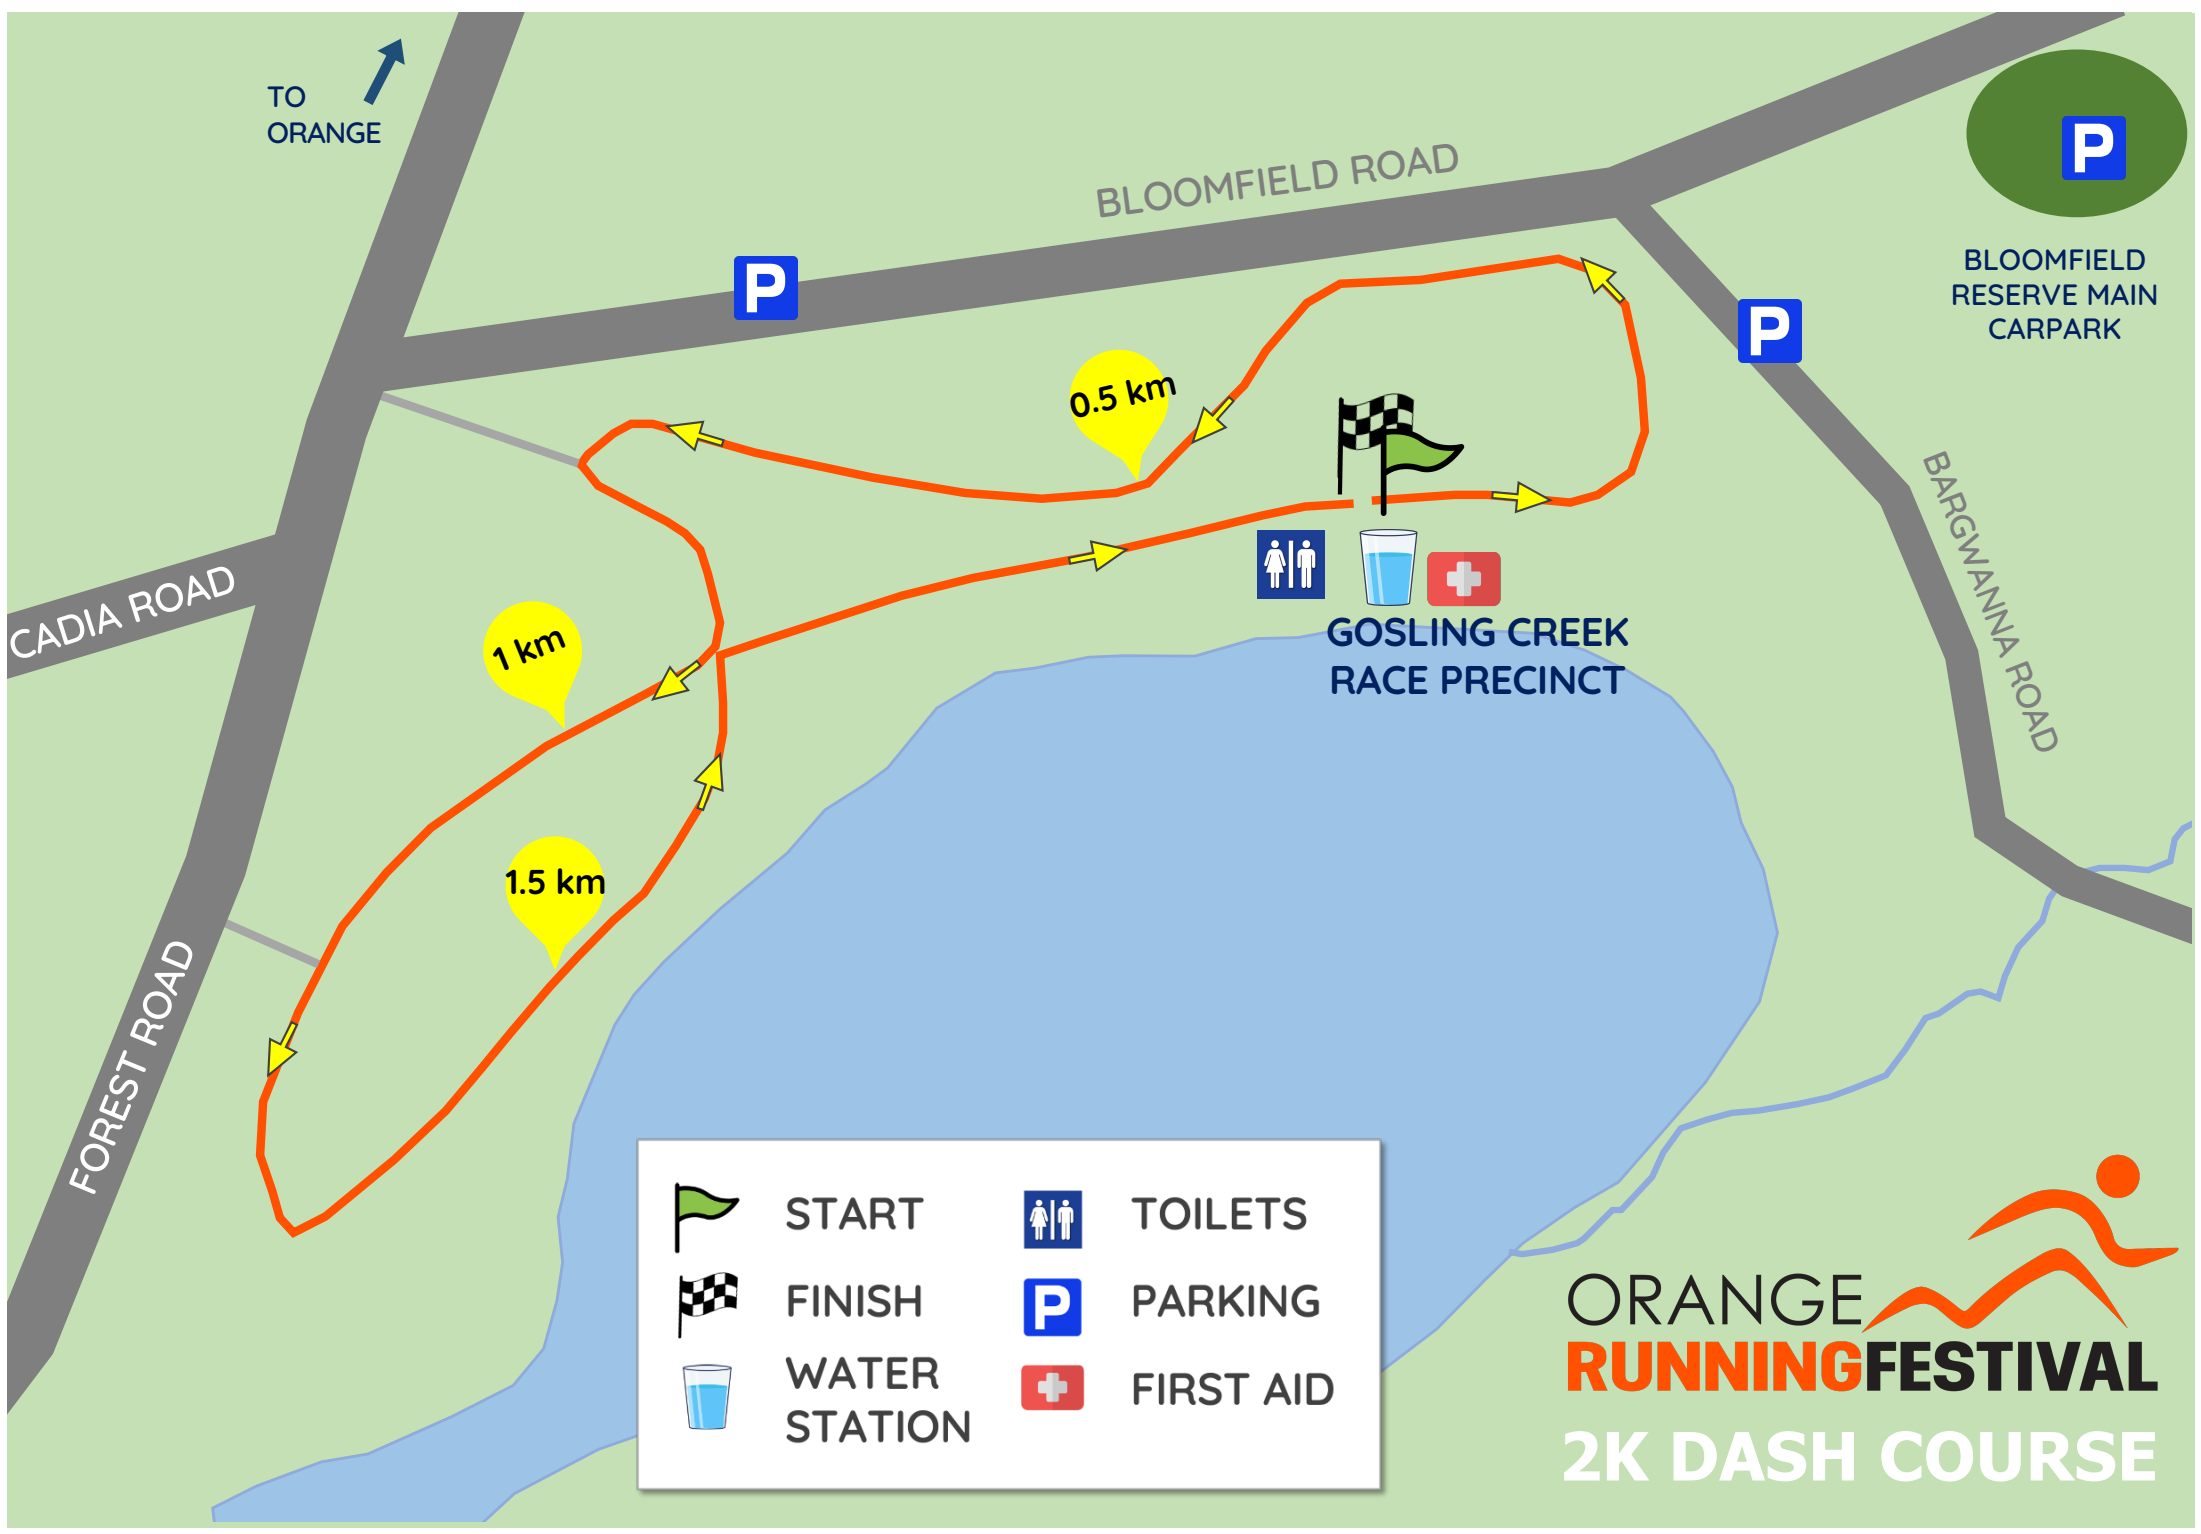 TO
ORANGE
BLOOMFIELD ROAD
P
P
P
BLOOMFIELD
RESERVE MAIN
CARPARK
0.5 km
BARGWANNA ROAD
CADIA ROAD
1 km
GOSLING CREEK
RACE PRECINCT
1.5 km
FOREST ROAD
START
TOILETS
FINISH
P
PARKING
WATER
STATION
FIRST AID
ORANGE
RUNNINGFESTIVAL
2K DASH COURSE